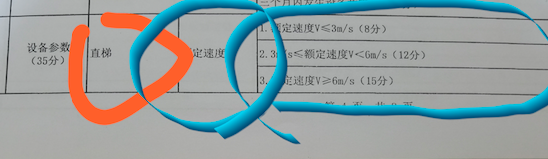 设备参数
(35分)
直梯
定速度
1.额定速度V≤3m/s(8分)
2.3m/s≤额定速度V<6m/s(12分)
3.额定速度V≥6m/s(15分)